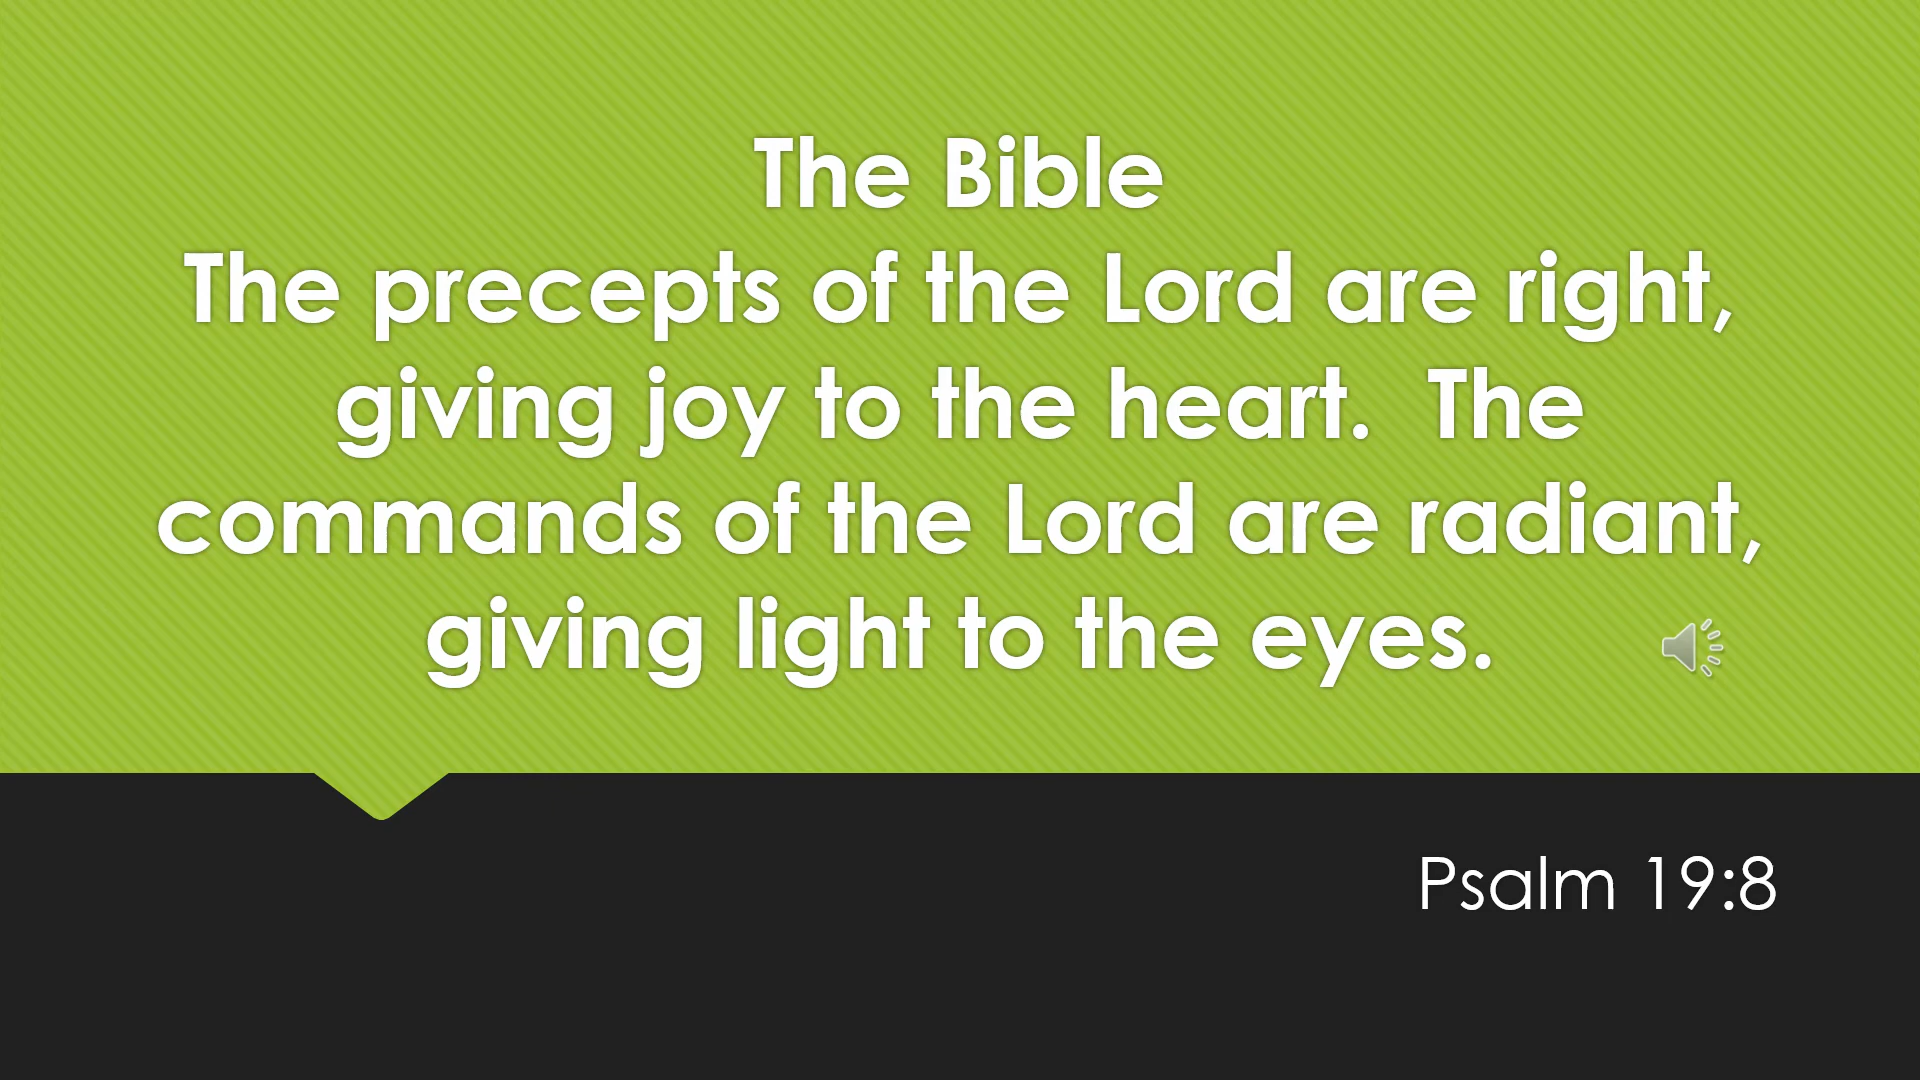 The Bible
The precepts of the Lord are right,
giving joy to the heart.  The
commands of the Lord are radiant,
giving light to the eyes.
Psalm 19:8